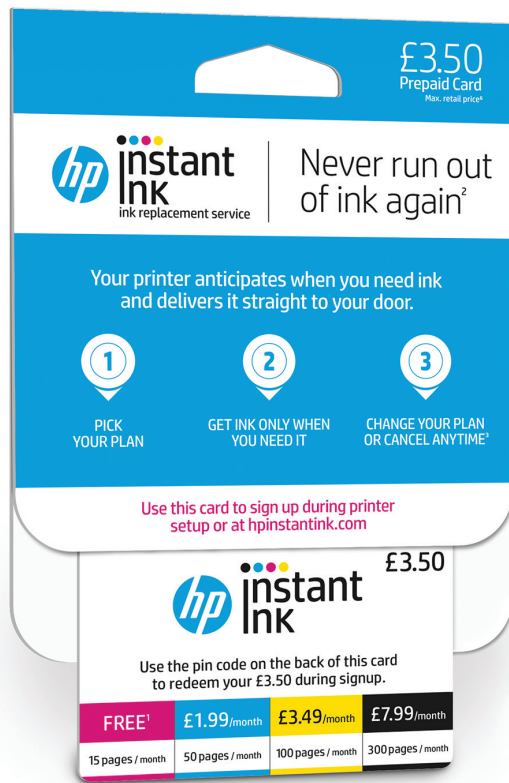 £3.50
Prepaid Card
Max. retail price⁶
hp instant
Ink
ink replacement service
Never run out
of ink again²
Your printer anticipates when you need ink
and delivers it straight to your door.
1
PICK
YOUR PLAN
2
GET INK ONLY WHEN
YOU NEED IT
3
CHANGE YOUR PLAN
OR CANCEL ANYTIME³
Use this card to sign up during printer
setup or at hpinstantink.com
£3.50
hp instant
Ink
Use the pin code on the back of this card
to redeem your £3.50 during signup.
FREE¹ £1.99/month £3.49/month £7.99/month
15 pages / month 50 pages / month 100 pages / month 300 pages / month